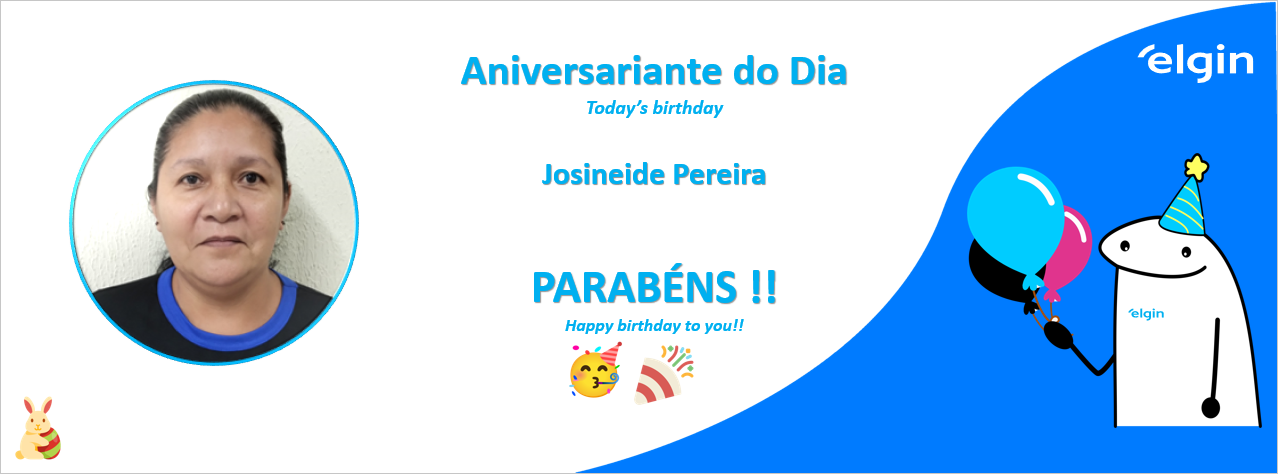 elgin
Aniversariante do Dia
Today’s birthday
Josineide Pereira
PARABÉNS !!
Happy birthday to you!!
elgin